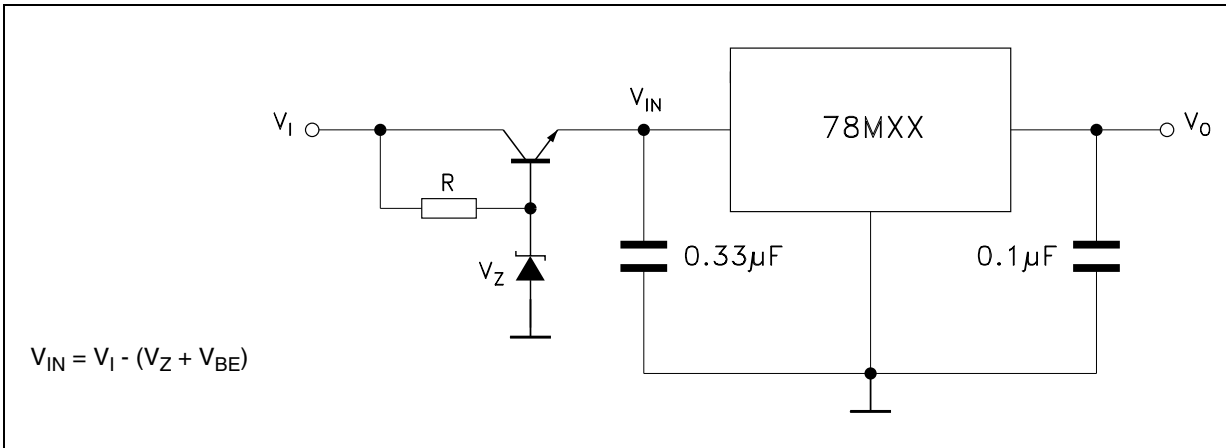 V_IN
V_I
78MXX
V_O
R
0.33µF
0.1µF
V_Z
V_IN = V_I - (V_Z + V_BE)